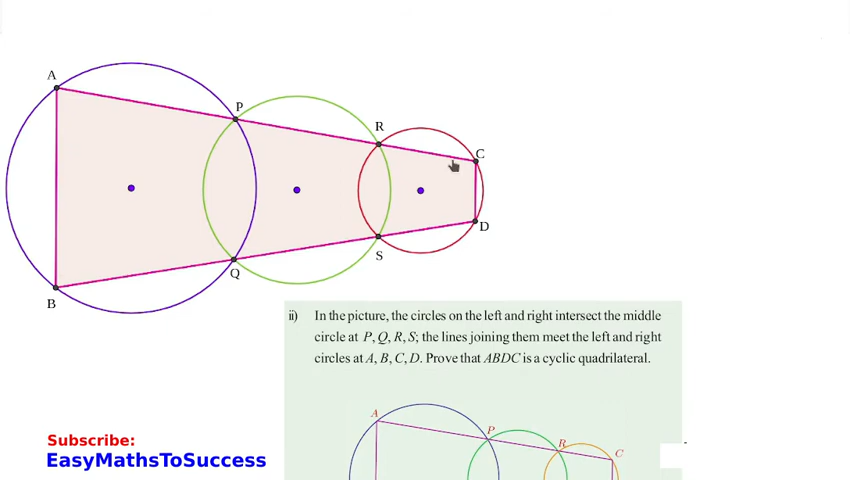 A
P
R
C
D
S
Q
B
ii) In the picture, the circles on the left and right intersect the middle
circle at P, Q, R, S; the lines joining them meet the left and right
circles at A, B, C, D. Prove that ABDC is a cyclic quadrilateral.
A
P
R
C
Subscribe:
EasyMathsToSuccess